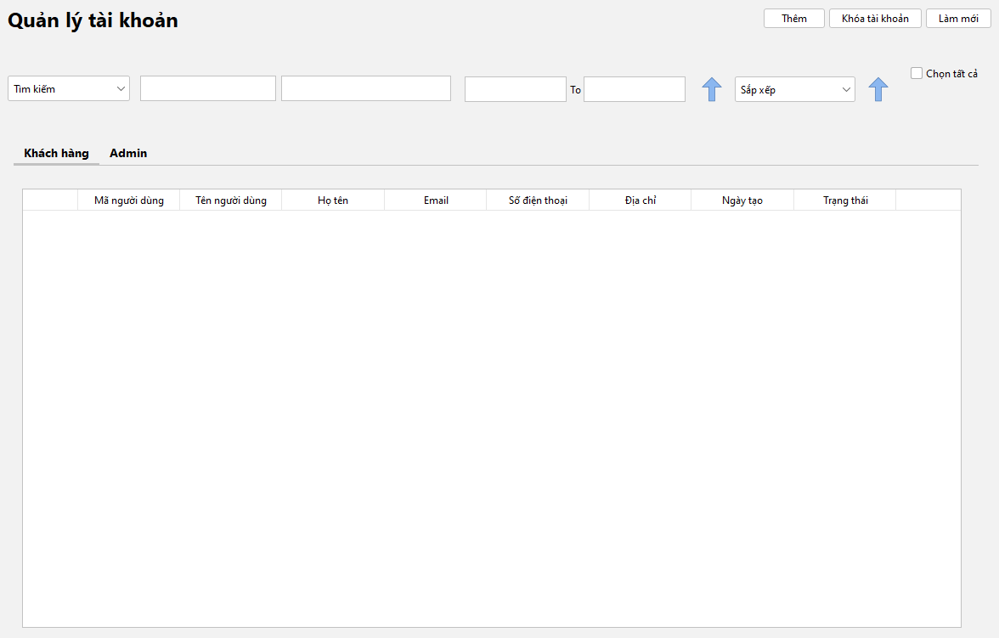 Quản lý tài khoản
Thêm
Khóa tài khoản
Làm mới
Chọn tất cả
Tìm kiếm
To
Sắp xếp
Khách hàng
Admin
Mã người dùng Tên người dùng Họ tên Email Số điện thoại Địa chỉ Ngày tạo Trạng thái